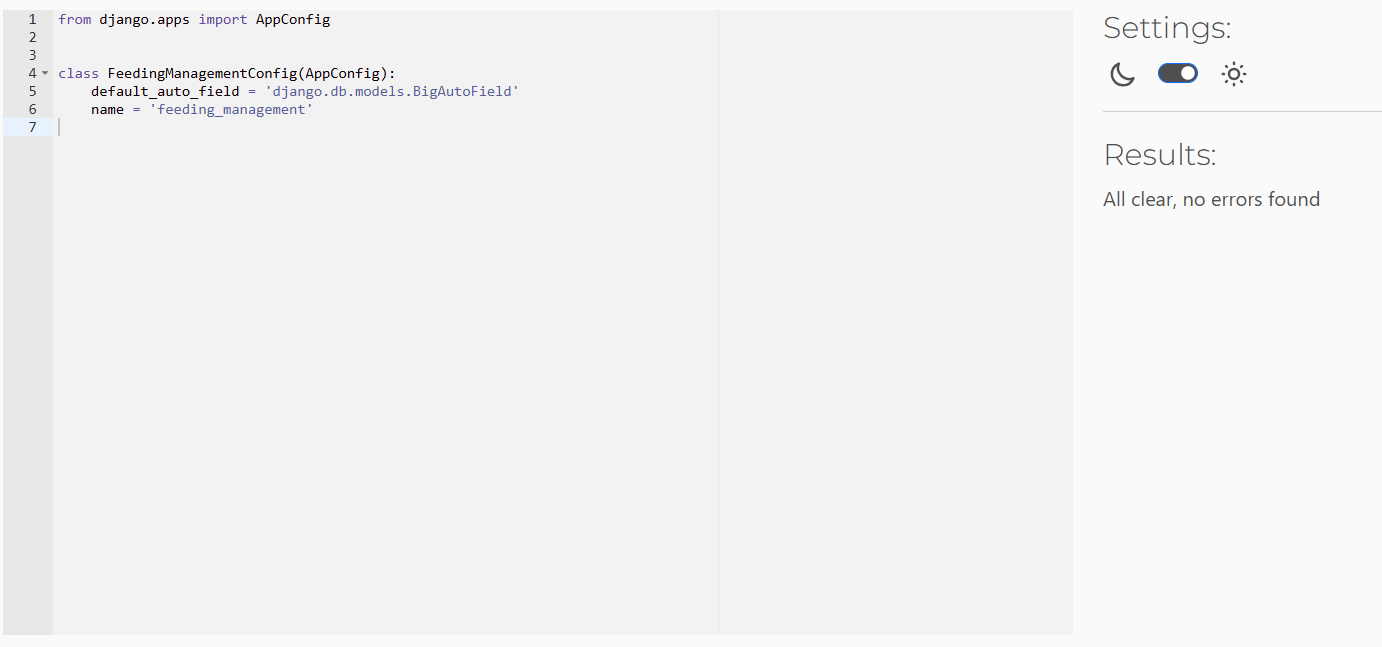 1 from django.apps import AppConfig
2
3
4 class FeedingManagementConfig(AppConfig):
5     default_auto_field = 'django.db.models.BigAutoField'
6     name = 'feeding_management'
7
Settings:
Results:
All clear, no errors found